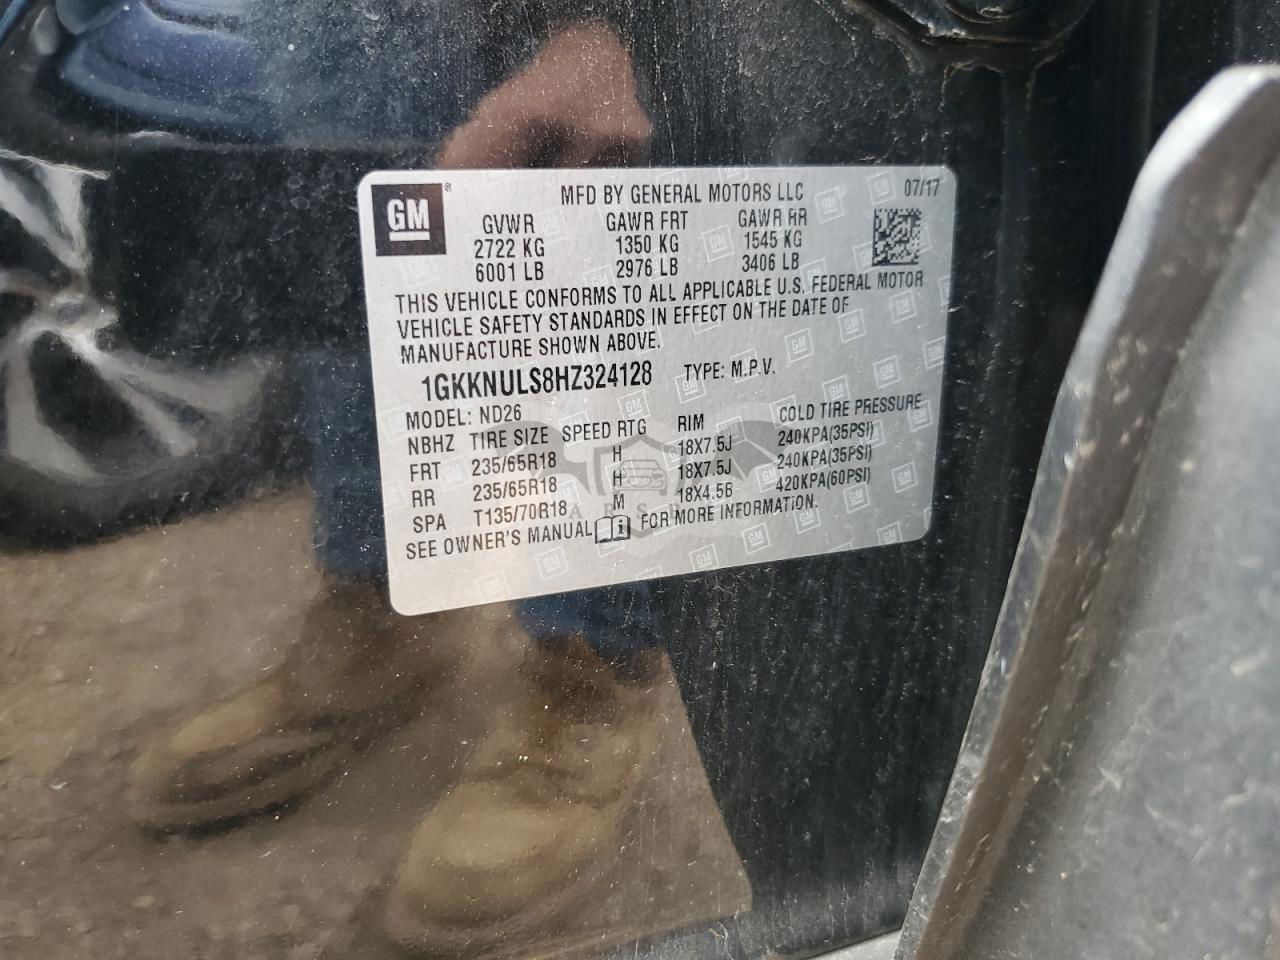 GM ® MFD BY GENERAL MOTORS LLC 07/17
GVWR GAWR FRT GAWR RR
2722 KG 1350 KG 1545 KG
6001 LB 2976 LB 3406 LB
THIS VEHICLE CONFORMS TO ALL APPLICABLE U.S. FEDERAL MOTOR
VEHICLE SAFETY STANDARDS IN EFFECT ON THE DATE OF
MANUFACTURE SHOWN ABOVE.
1GKKNULS8HZ324128 TYPE: M.P.V.
MODEL: ND26
NBHZ TIRE SIZE SPEED RTG RIM COLD TIRE PRESSURE
FRT 235/65R18 H 18X7.5J 240KPA(35PSI)
RR 235/65R18 H 18X7.5J 240KPA(35PSI)
SPA T135/70R18 M 18X4.5B 420KPA(60PSI)
SEE OWNER'S MANUAL FOR MORE INFORMATION.